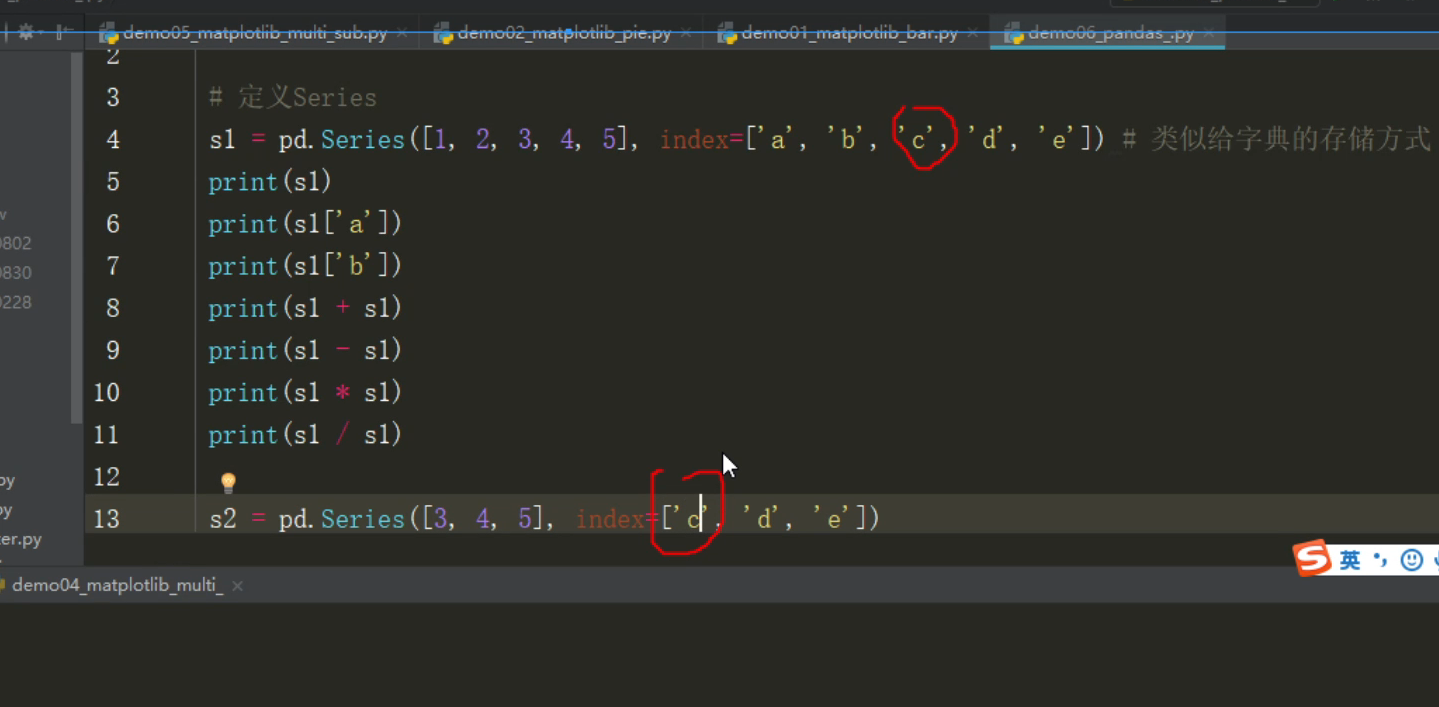 demo05_matplotlib_multi_sub.py demo02_matplotlib_pie.py demo01_matplotlib_bar.py demo06_pandas_.py
2
3 # 定义Series
4 s1 = pd.Series([1, 2, 3, 4, 5], index=['a', 'b', 'c', 'd', 'e']) # 类似给字典的存储方式
5 print(s1)
6 print(s1['a'])
7 print(s1['b'])
8 print(s1 + s1)
9 print(s1 - s1)
10 print(s1 * s1)
11 print(s1 / s1)
12
13 s2 = pd.Series([3, 4, 5], index=['c', 'd', 'e'])
0802
0830
0228
py
py
ter.py
英
demo04_matplotlib_multi_